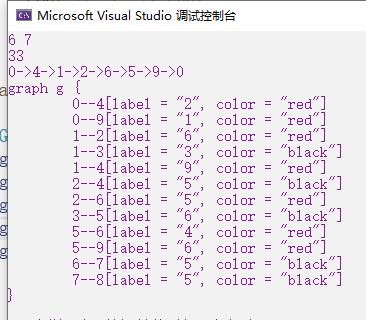 Microsoft Visual Studio 调试控制台
6 7
33
0->4->1->2->6->5->9->0
graph g {
0--4[label = "2", color = "red"]
0--9[label = "1", color = "red"]
1--2[label = "6", color = "red"]
1--3[label = "3", color = "black"]
1--4[label = "9", color = "red"]
2--4[label = "5", color = "black"]
2--6[label = "5", color = "red"]
3--5[label = "6", color = "black"]
5--6[label = "4", color = "red"]
5--9[label = "6", color = "red"]
6--7[label = "5", color = "black"]
7--8[label = "5", color = "black"]
}